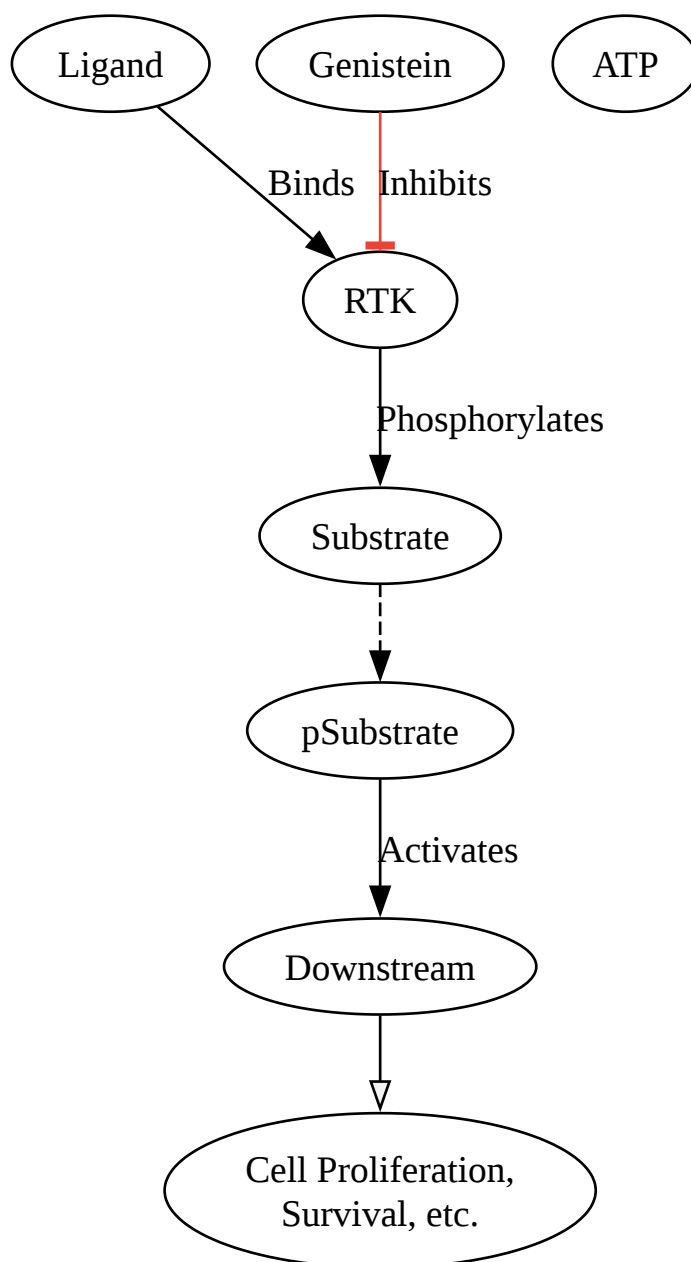 Ligand
Genistein
ATP
Binds
Inhibits
RTK
Phosphorylates
Substrate
pSubstrate
Activates
Downstream
Cell Proliferation,
Survival, etc.